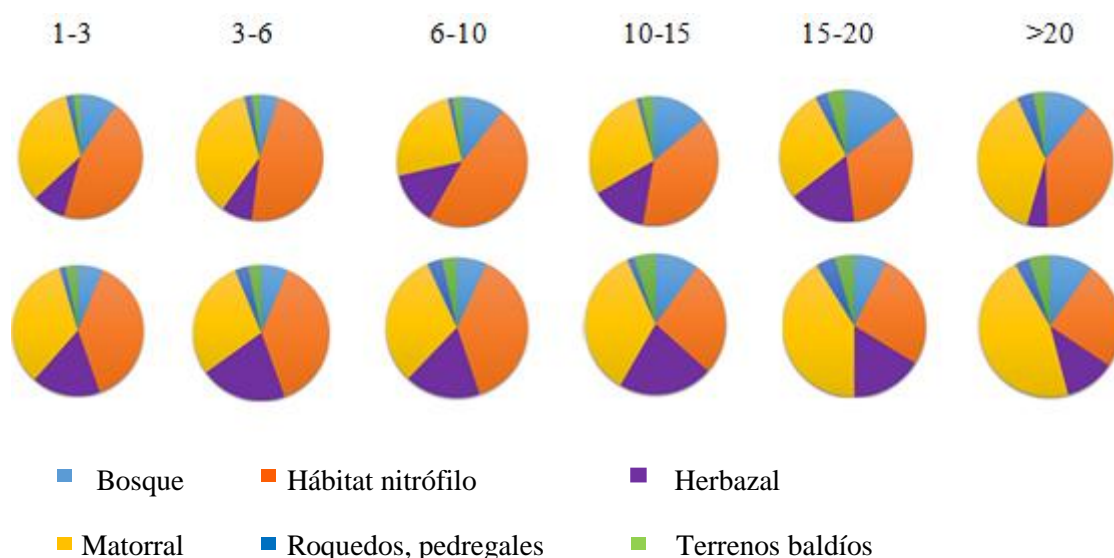 1-3 3-6 6-10 10-15 15-20 >20
Bosque Hábitat nitrófilo Herbazal
Matorral Roquedos, pedregales Terrenos baldíos